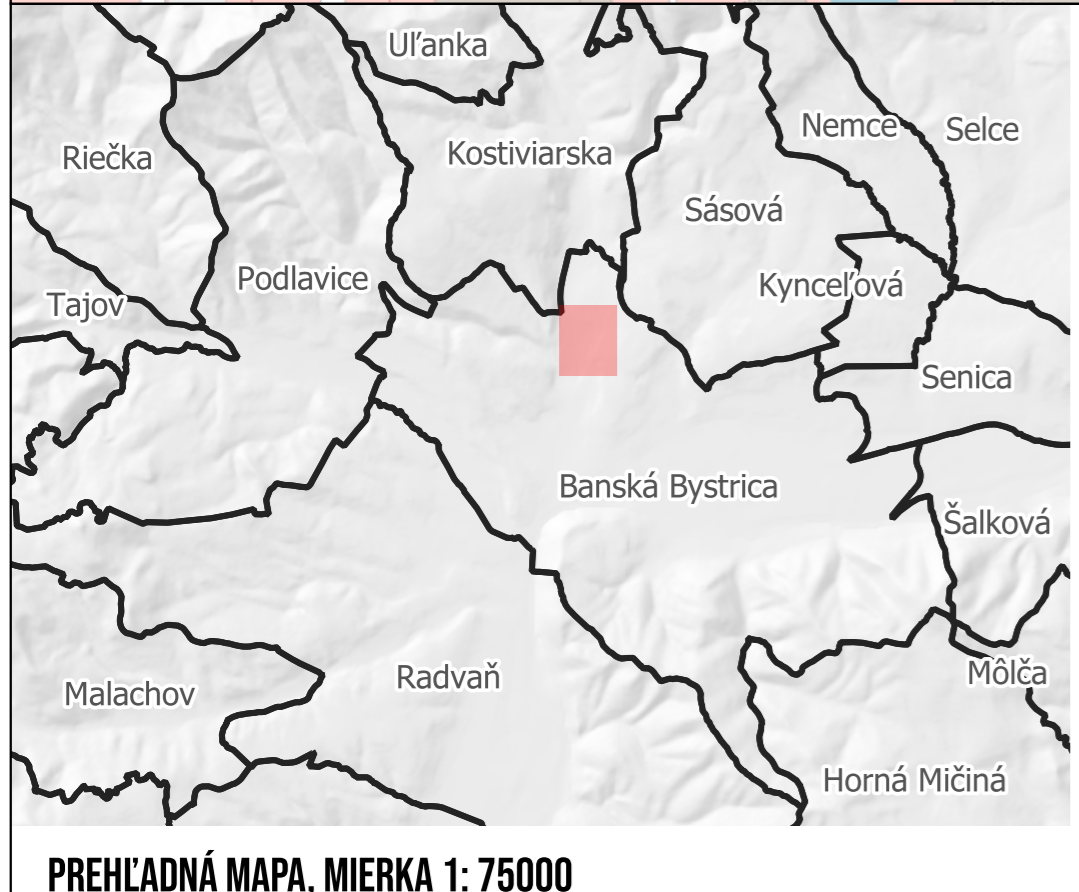 Uľanka
Nemce
Selce
Riečka
Kostiviarska
Sásová
Podlavice
Kynceľová
Tajov
Senica
Banská Bystrica
Šalková
Môlča
Radvaň
Malachov
Horná Mičiná
PREHĽADNÁ MAPA, MIERKA 1: 75000